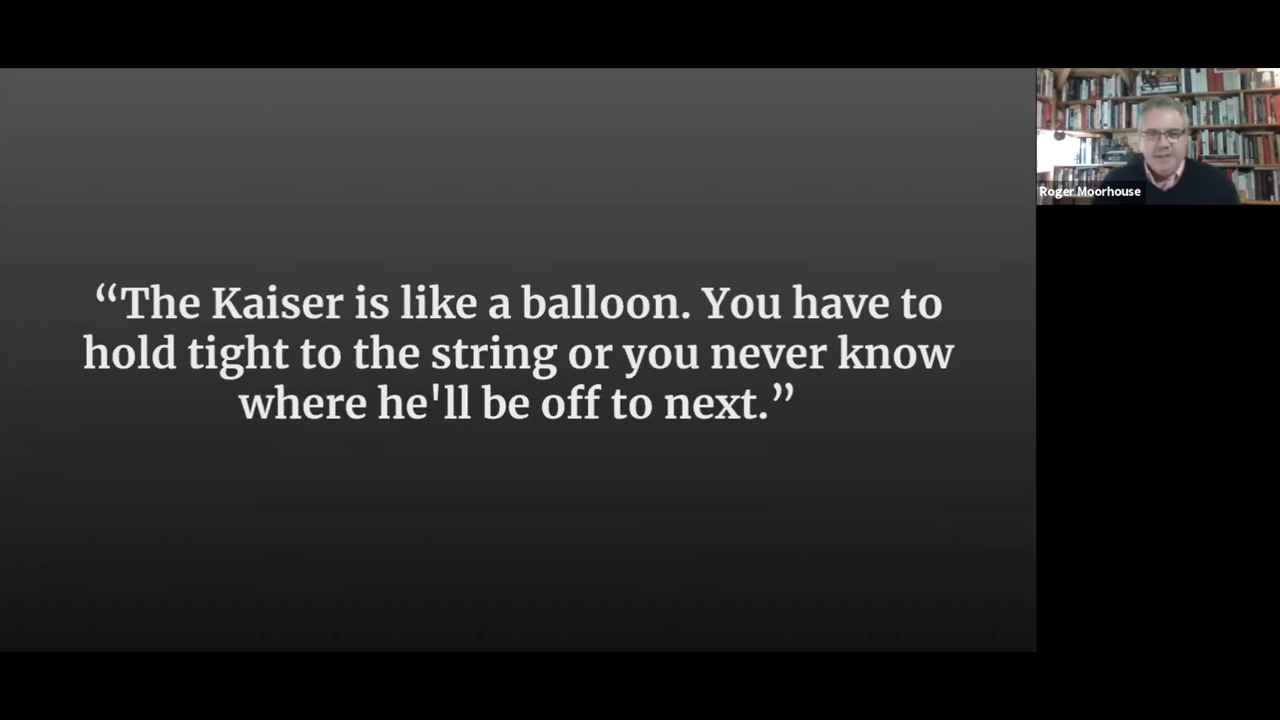 “The Kaiser is like a balloon. You have to
hold tight to the string or you never know
where he'll be off to next.”
Roger Moorhouse